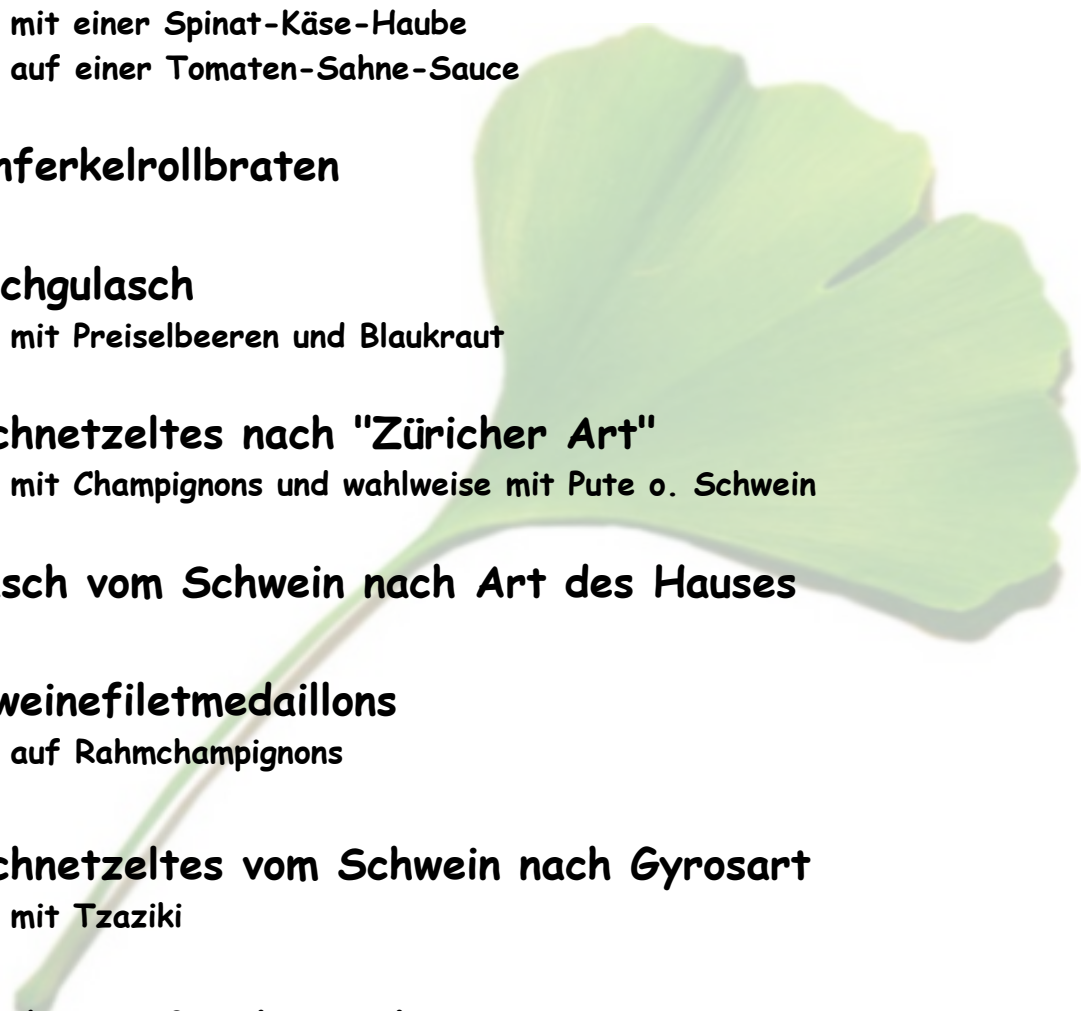 mit einer Spinat-Käse-Haube
auf einer Tomaten-Sahne-Sauce
nferkelrollbraten
chgulasch
mit Preiselbeeren und Blaukraut
chnetzeltes nach "Züricher Art"
mit Champignons und wahlweise mit Pute o. Schwein
sch vom Schwein nach Art des Hauses
weinefiletmedaillons
auf Rahmchampignons
chnetzeltes vom Schwein nach Gyrosart
mit Tzaziki